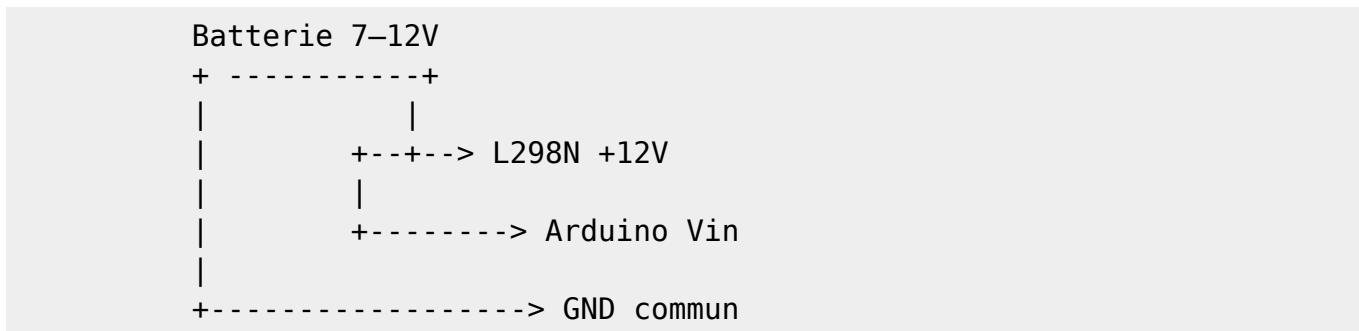 Batterie 7–12V
+ -----------+
|            |
|         +--+--> L298N +12V
|         |
|         +--------> Arduino Vin
|
+------------------> GND commun